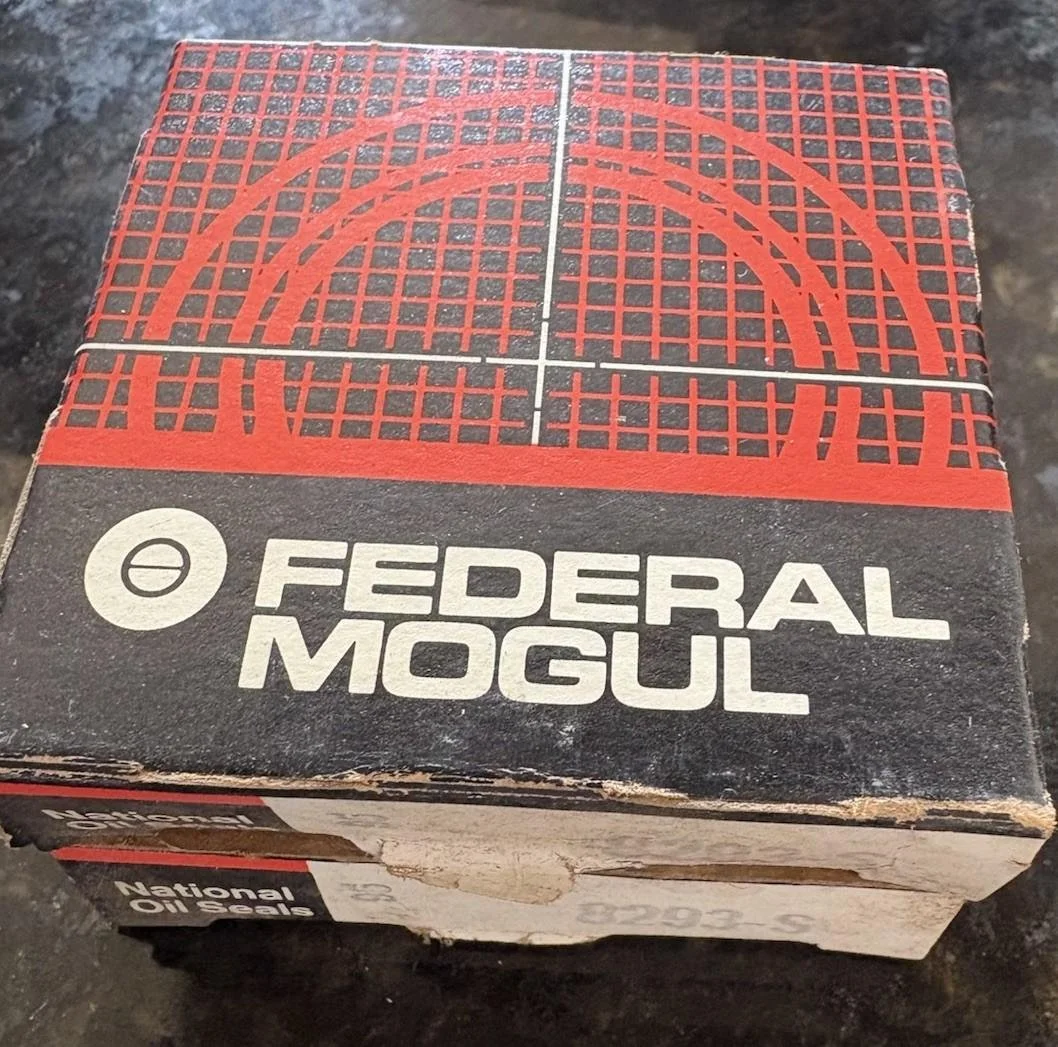 FEDERAL
MOGUL
National
National
Oil Seals
8293-S